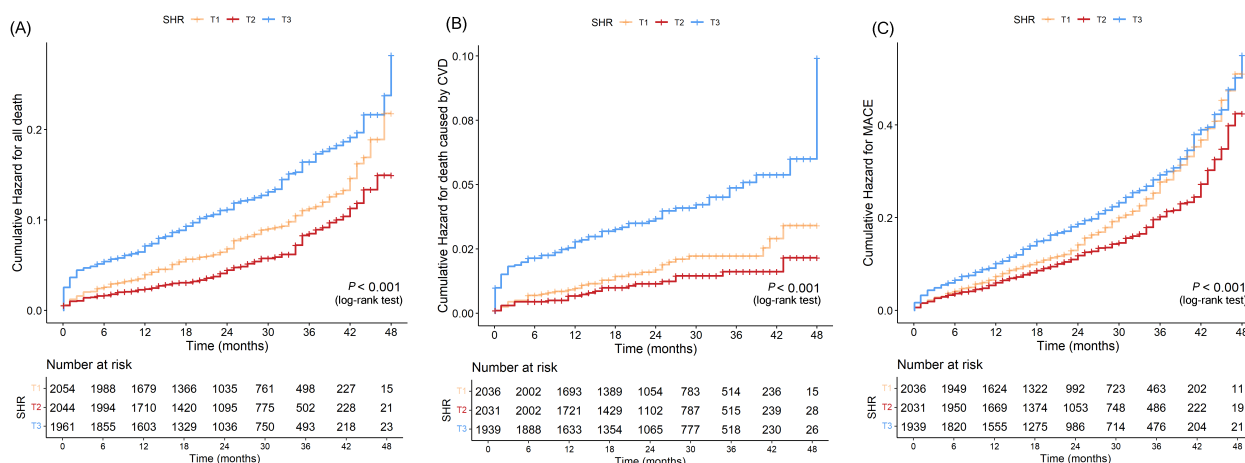 (A)
SHR T1 T2 T3
Cumulative Hazard for all death
0.2
0.1
0.0
P < 0.001
(log-rank test)
0 6 12 18 24 30 36 42 48
Time (months)
Number at risk
SHR
T1 2054 1988 1679 1366 1035 761 498 227 15
T2 2044 1994 1710 1420 1095 775 502 228 21
T3 1961 1855 1603 1329 1036 750 493 218 23
0 6 12 18 24 30 36 42 48
Time (months)
(B)
SHR T1 T2 T3
Cumulative Hazard for death caused by CVD
0.10
0.08
0.05
0.02
0.00
P < 0.001
(log-rank test)
0 6 12 18 24 30 36 42 48
Time (months)
Number at risk
SHR
T1 2036 2002 1693 1389 1054 783 514 236 15
T2 2031 2002 1721 1429 1102 787 515 239 28
T3 1939 1888 1633 1354 1065 777 518 230 26
0 6 12 18 24 30 36 42 48
Time (months)
(C)
SHR T1 T2 T3
Cumulative Hazard for MACE
0.4
0.2
0.0
P < 0.001
(log-rank test)
0 6 12 18 24 30 36 42 48
Time (months)
Number at risk
SHR
T1 2036 1949 1624 1322 992 723 463 202 11
T2 2031 1950 1669 1374 1053 748 486 222 19
T3 1939 1820 1555 1275 986 714 476 204 21
0 6 12 18 24 30 36 42 48
Time (months)